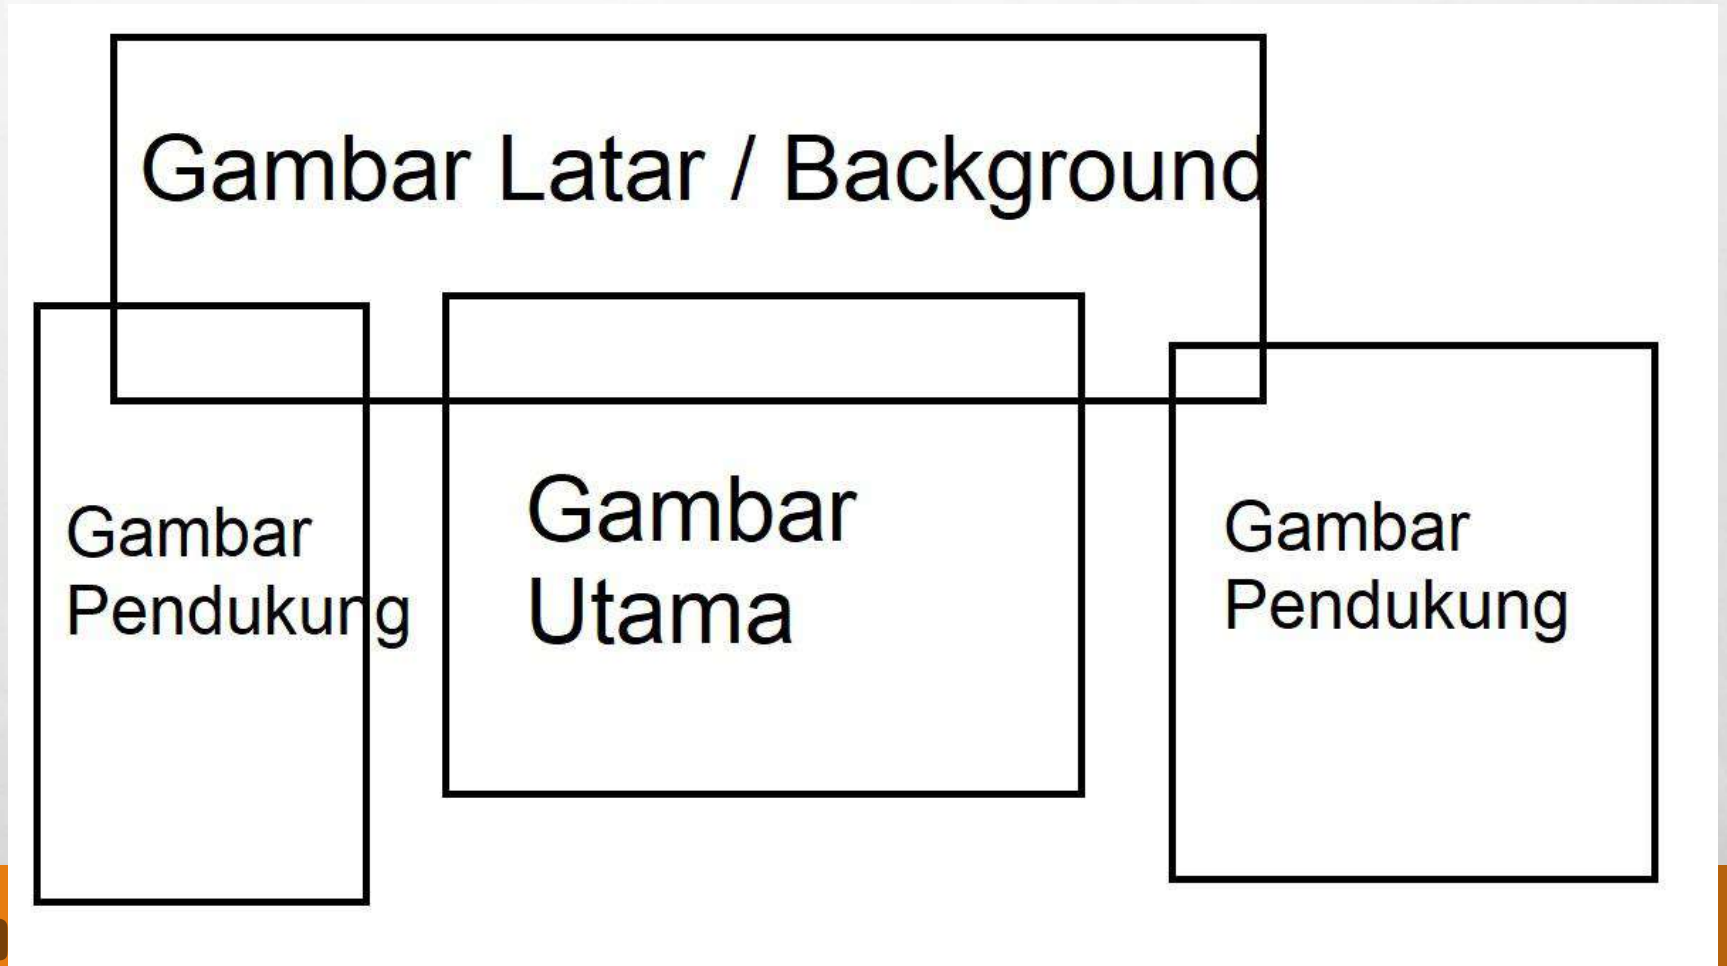 Gambar Latar / Background
Gambar
Pendukung
Gambar
Utama
Gambar
Pendukung